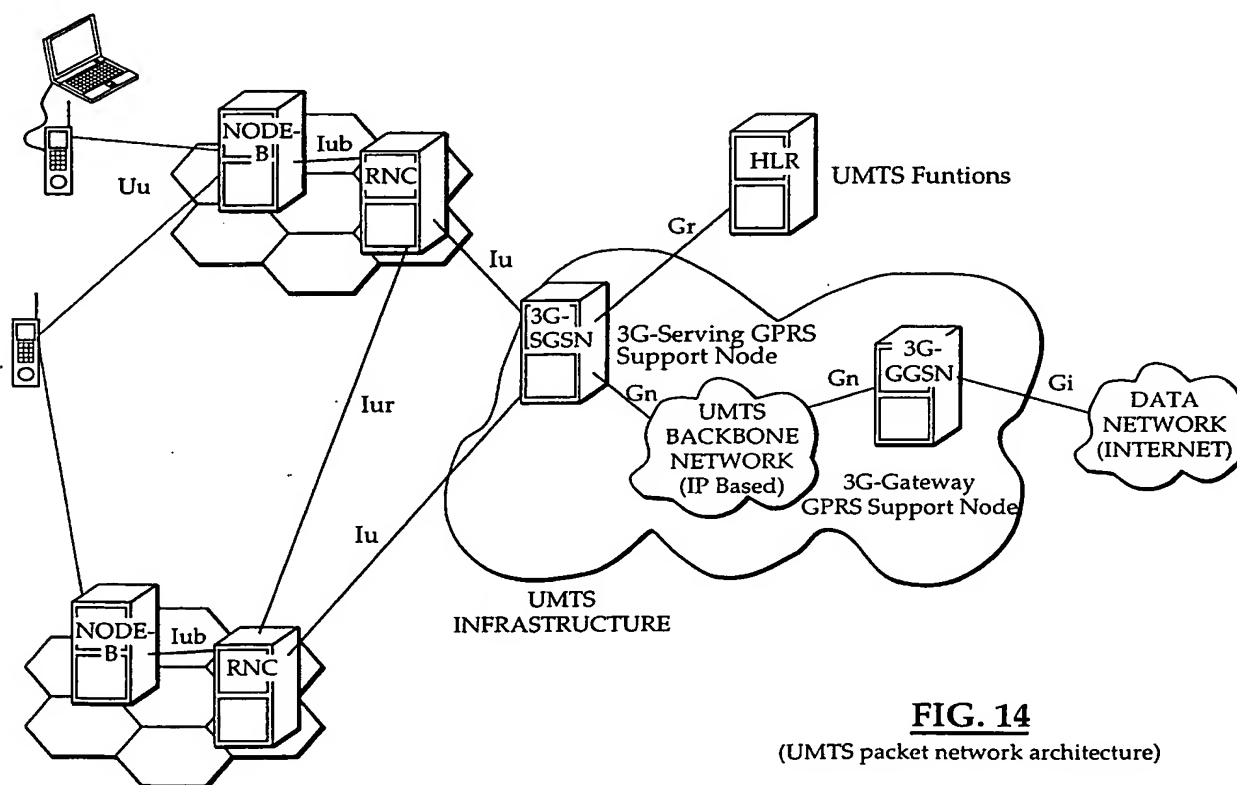 NODE-
B
Iub
RNC
Uu
HLR
UMTS Funtions
Gr
Iu
3G-
SGSN
3G-Serving GPRS
Support Node
3G-
GGSN
Gn
Gn
Gi
Iur
UMTS
BACKBONE
NETWORK
(IP Based)
DATA
NETWORK
(INTERNET)
3G-Gateway
GPRS Support Node
Iu
UMTS
INFRASTRUCTURE
NODE-
B
Iub
RNC
FIG. 14
(UMTS packet network architecture)